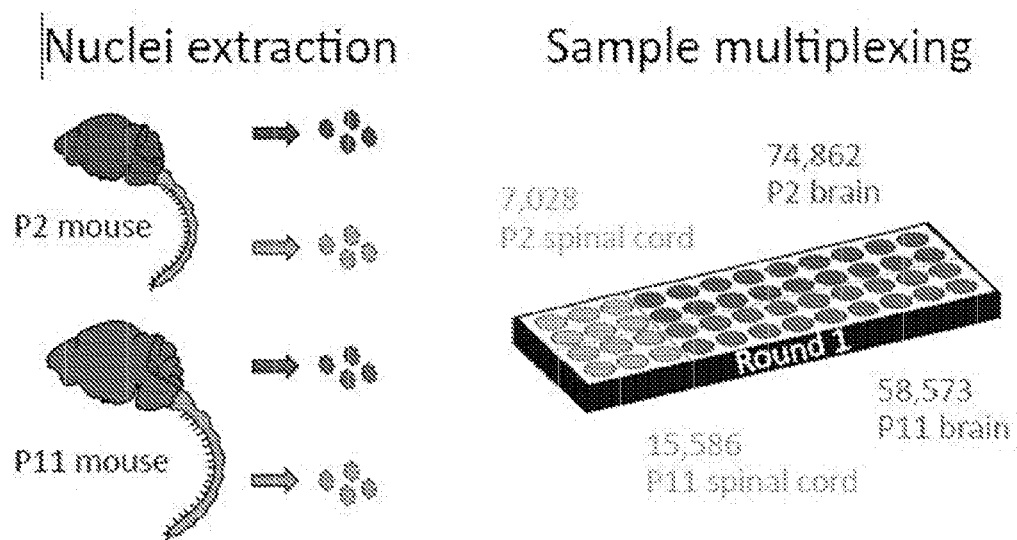 Nuclei extraction
Sample multiplexing
P2 mouse
P11 mouse
74,862
P2 brain
7,028
P2 spinal cord
Round 1
58,573
P11 brain
15,586
P11 spinal cord